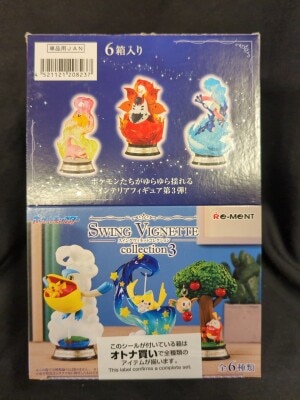 単品用JAN
6箱入り
4521121208237
ポケモンたちがゆらゆら揺れる
インテリアフィギュア第3弾!
Re-MeNT
SWING VIGNETTE
collection3
このシールが付いている箱は
オトナ買いで全種類の
アイテムが揃います。
This label confirms a complete set.
全6種類